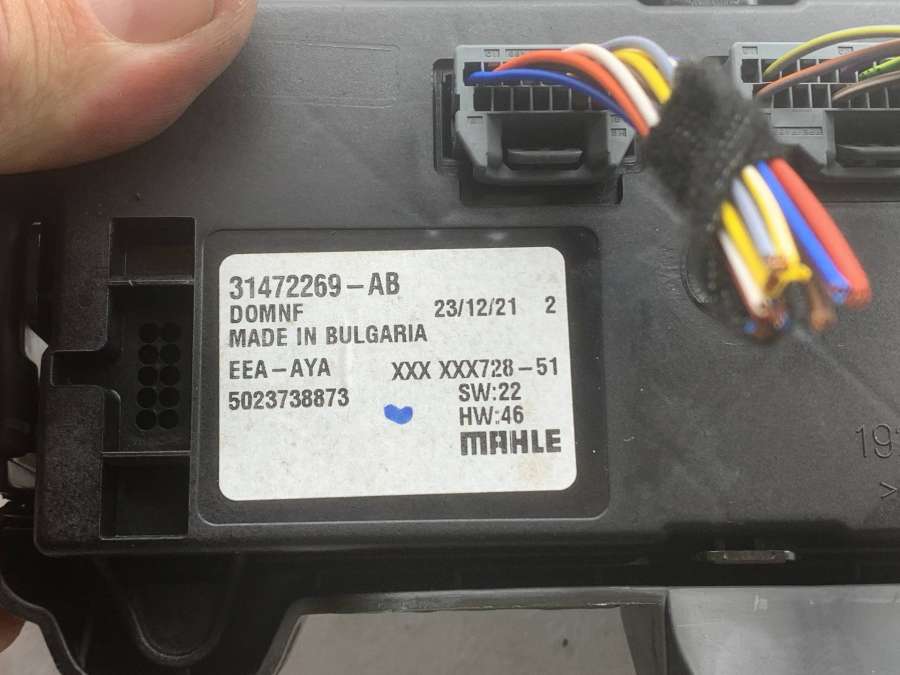 31472269-AB
DOMNF 23/12/21 2
MADE IN BULGARIA
EEA-AYA XXX XXX728-51
5023738873 SW:22
HW:46
MAHLE